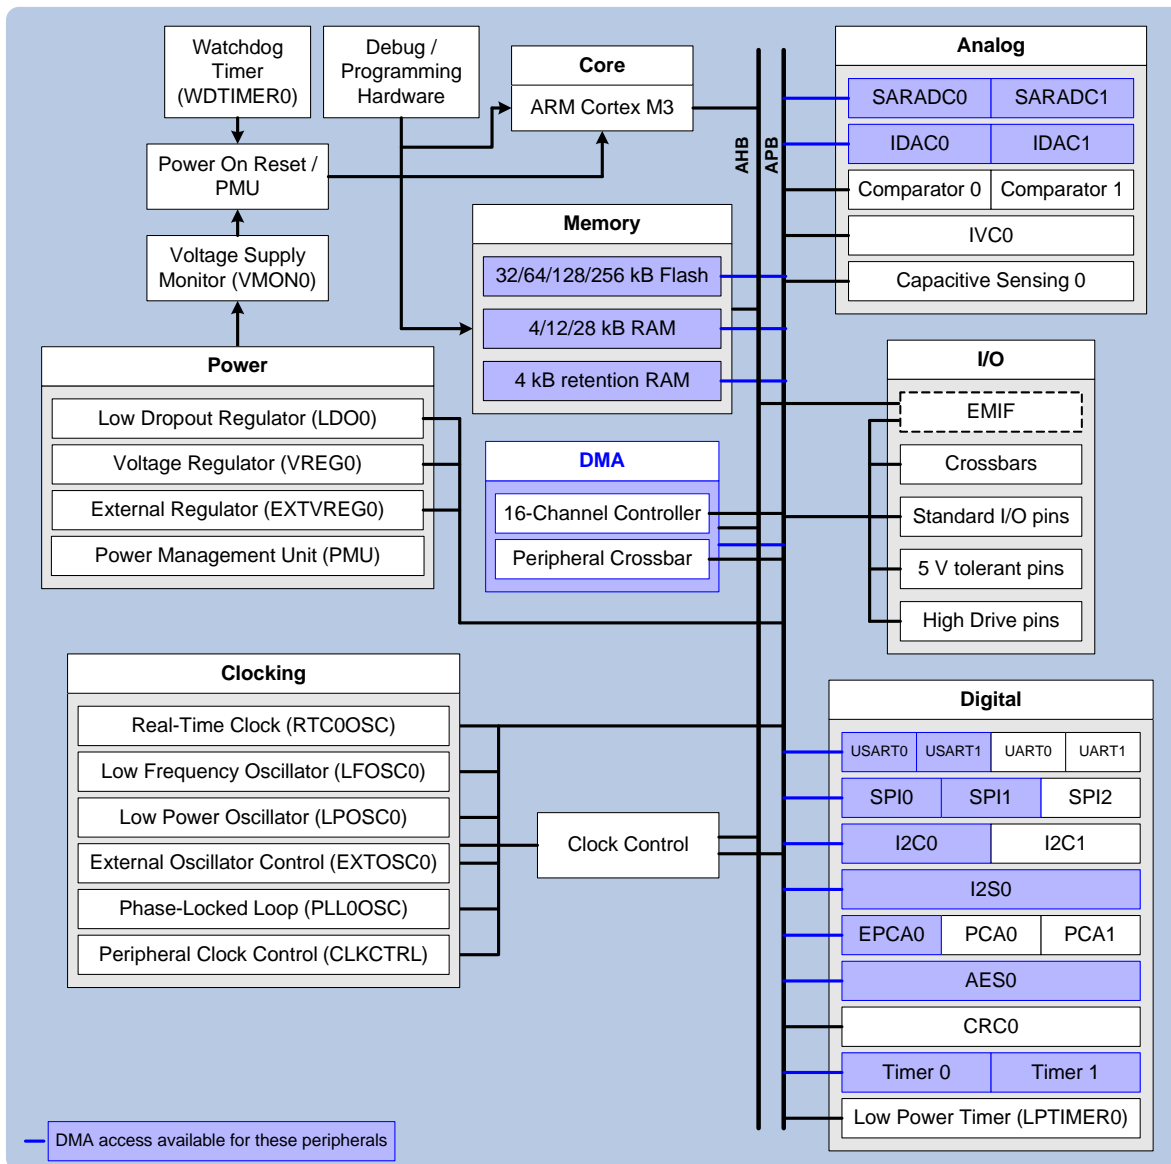 Watchdog
Timer
(WDTIMER0)
Debug /
Programming
Hardware
Core
ARM Cortex M3
Power On Reset /
PMU
Voltage Supply
Monitor (VMON0)
AHB
APB
Analog
SARADC0
SARADC1
IDAC0
IDAC1
Comparator 0
Comparator 1
IVC0
Capacitive Sensing 0
Memory
32/64/128/256 kB Flash
4/12/28 kB RAM
4 kB retention RAM
Power
Low Dropout Regulator (LDO0)
Voltage Regulator (VREG0)
External Regulator (EXTVREG0)
Power Management Unit (PMU)
DMA
16-Channel Controller
Peripheral Crossbar
I/O
EMIF
Crossbars
Standard I/O pins
5 V tolerant pins
High Drive pins
Clocking
Real-Time Clock (RTC0OSC)
Low Frequency Oscillator (LFOSC0)
Low Power Oscillator (LPOSC0)
External Oscillator Control (EXTOSC0)
Phase-Locked Loop (PLL0OSC)
Peripheral Clock Control (CLKCTRL)
Clock Control
Digital
USART0
USART1
UART0
UART1
SPI0
SPI1
SPI2
I2C0
I2C1
I2S0
EPCA0
PCA0
PCA1
AES0
CRC0
Timer 0
Timer 1
Low Power Timer (LPTIMER0)
DMA access available for these peripherals